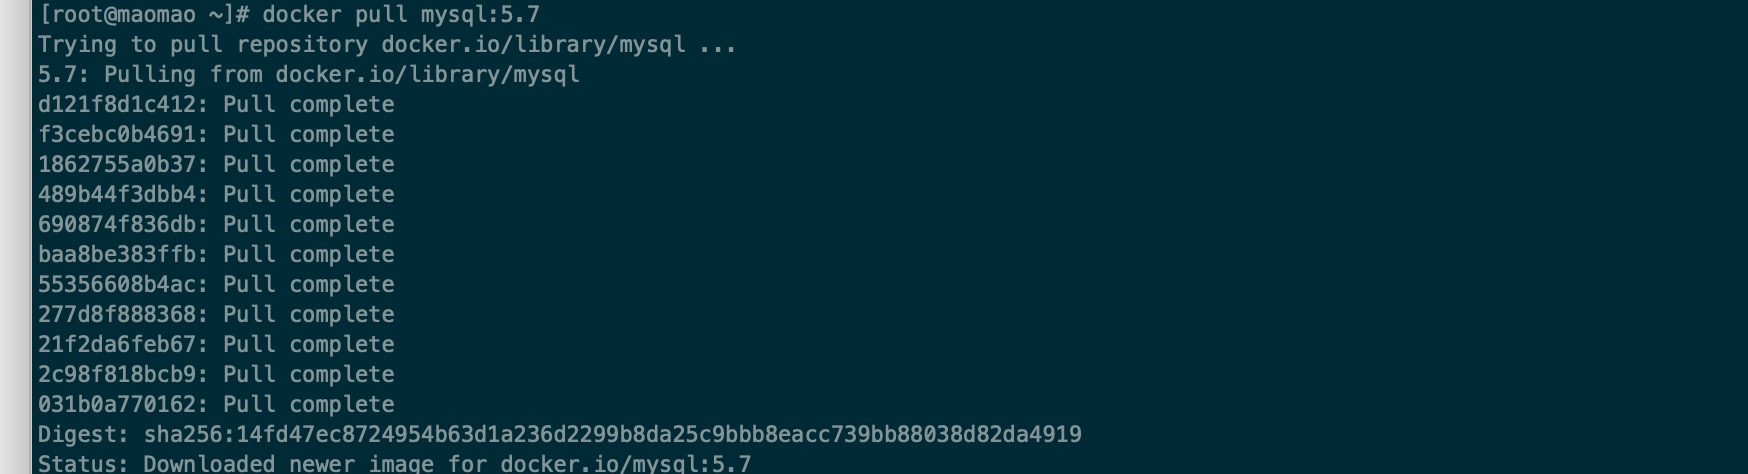 [root@maomao ~]# docker pull mysql:5.7
Trying to pull repository docker.io/library/mysql ...
5.7: Pulling from docker.io/library/mysql
d121f8d1c412: Pull complete
f3cebc0b4691: Pull complete
1862755a0b37: Pull complete
489b44f3dbb4: Pull complete
690874f836db: Pull complete
baa8be383ffb: Pull complete
55356608b4ac: Pull complete
277d8f888368: Pull complete
21f2da6feb67: Pull complete
2c98f818bcb9: Pull complete
031b0a770162: Pull complete
Digest: sha256:14fd47ec8724954b63d1a236d2299b8da25c9bbb8eacc739bb88038d82da4919
Status: Downloaded newer image for docker.io/mysql:5.7